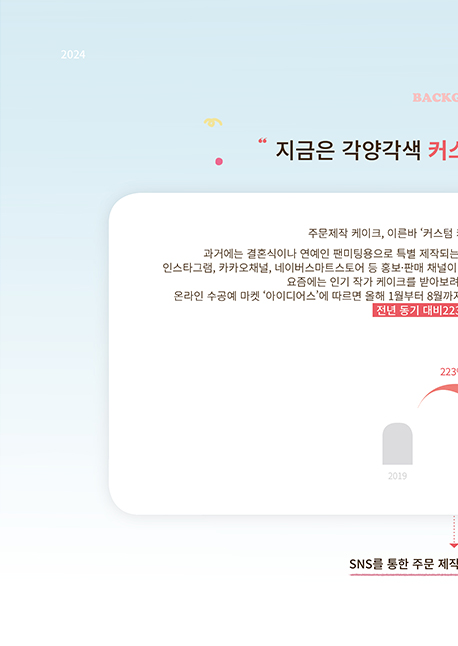 2024
BACKG
“ 지금은 각양각색 커스
주문제작 케이크, 이른바 ‘커스텀
과거에는 결혼식이나 연예인 팬미팅용으로 특별 제작되는
인스타그램, 카카오채널, 네이버스마트스토어 등 홍보·판매 채널이
요즘에는 인기 작가 케이크를 받아보려
온라인 수공예 마켓 ‘아이디어스’에 따르면 올해 1월부터 8월까지
전년 동기 대비223
223%
2019
SNS를 통한 주문 제작